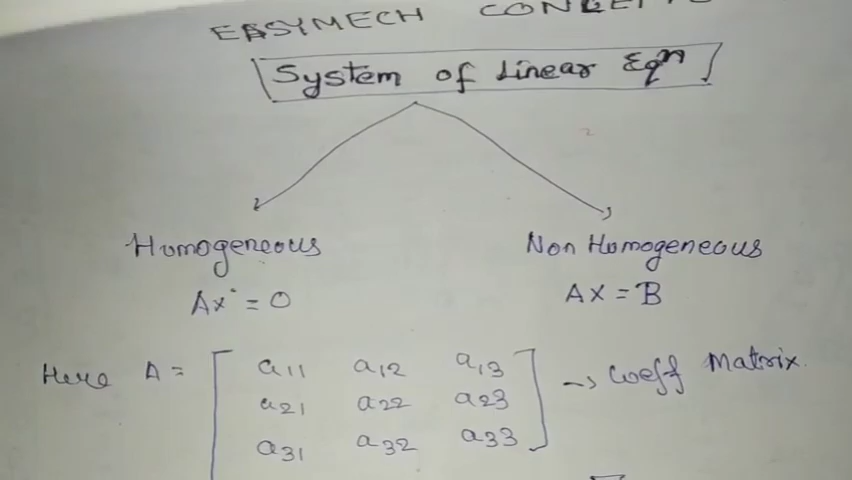 EASYMECH CONCEPTS
System of Linear Eqn
Homogeneous Non Homogeneous
AX = 0 AX = B
Here A = [ a11 a12 a13 ] → Coeff Matrix.
a21 a22 a23
a31 a32 a33